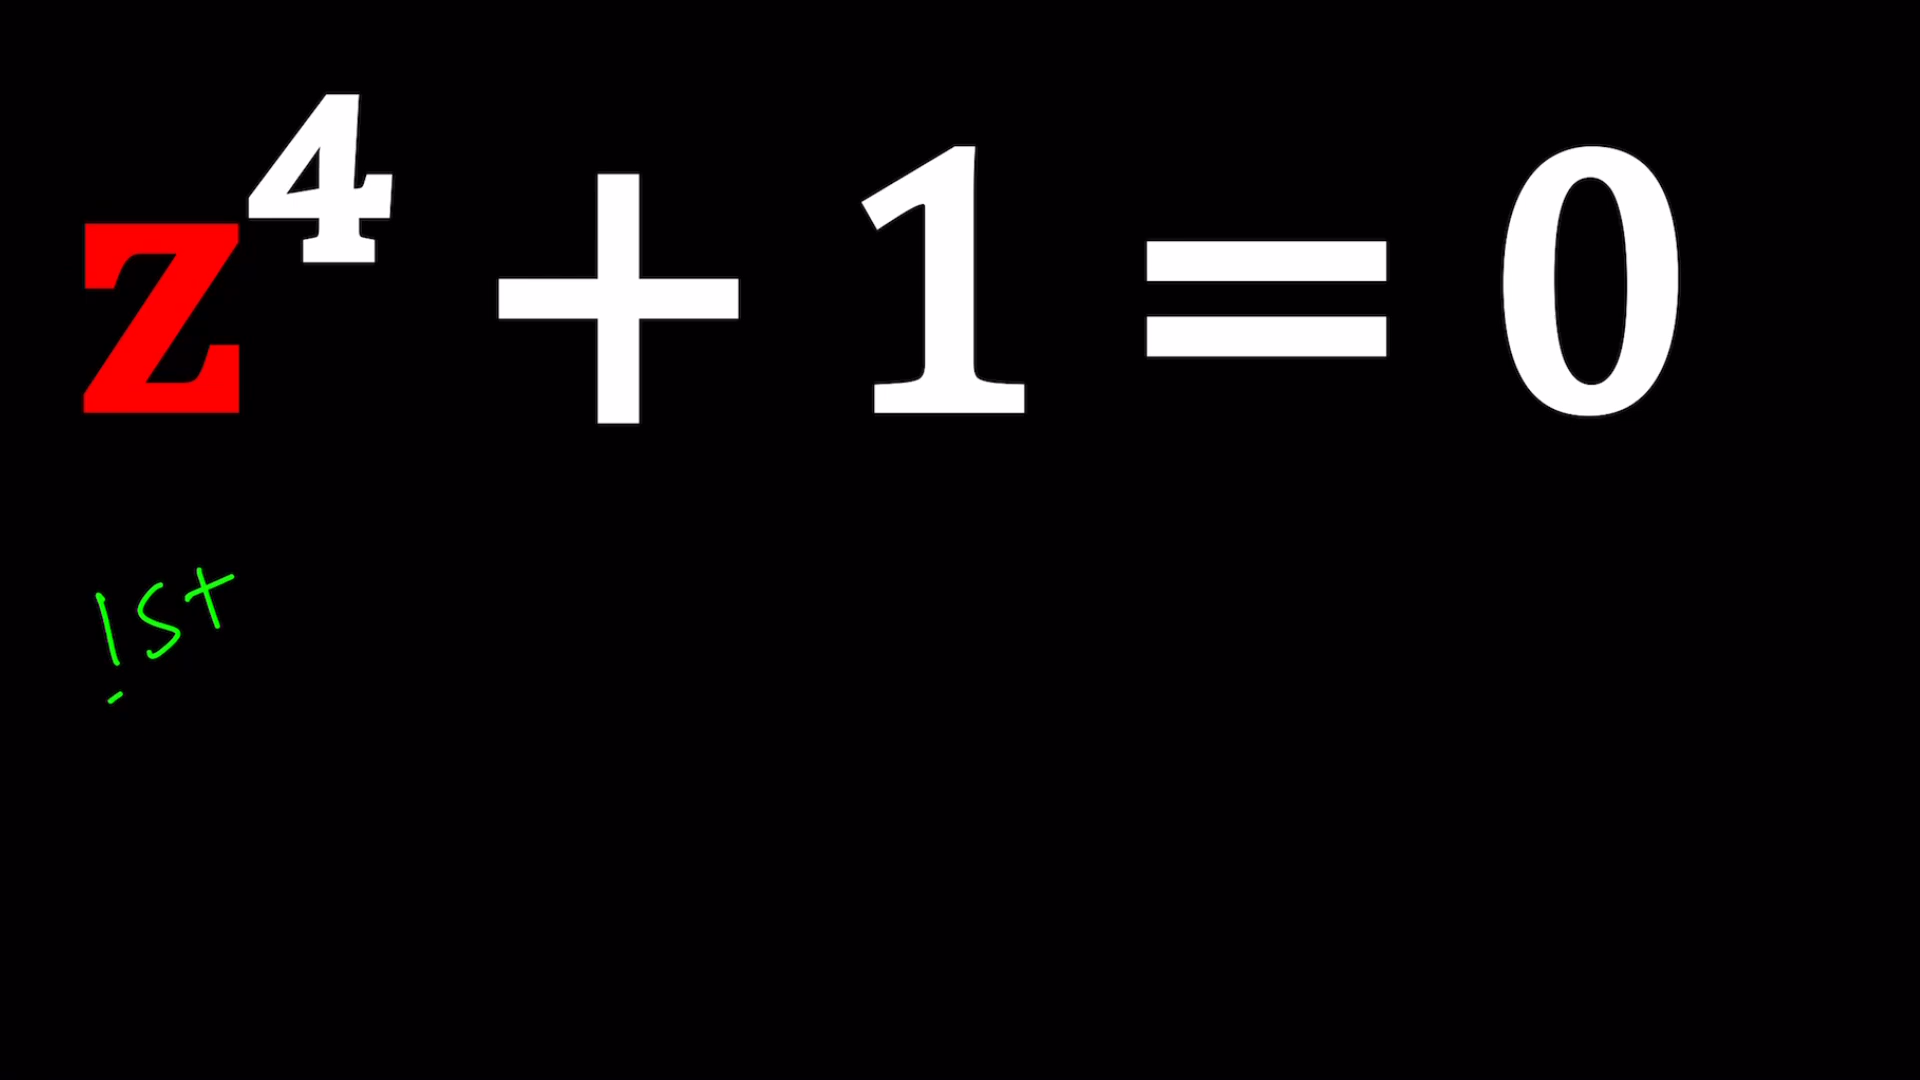 z⁴ + 1 = 0
1st